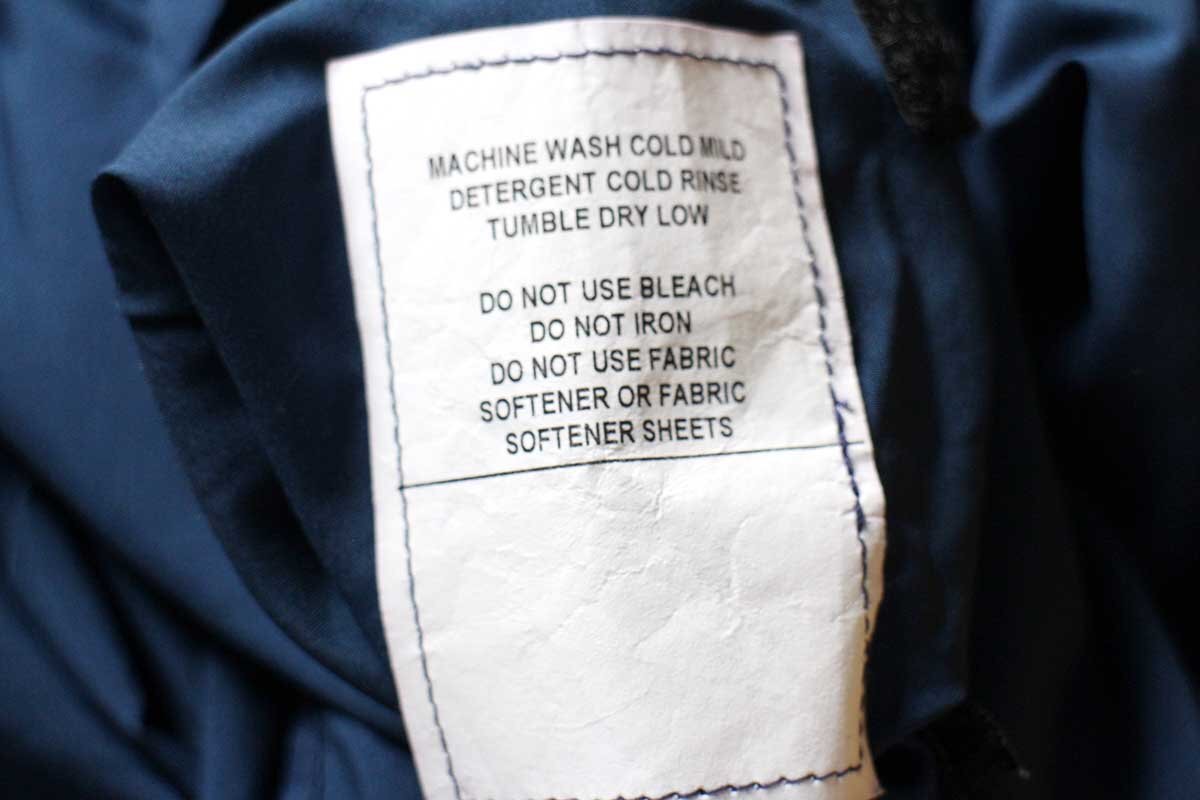 MACHINE WASH COLD MILD
DETERGENT COLD RINSE
TUMBLE DRY LOW
DO NOT USE BLEACH
DO NOT IRON
DO NOT USE FABRIC
SOFTENER OR FABRIC
SOFTENER SHEETS